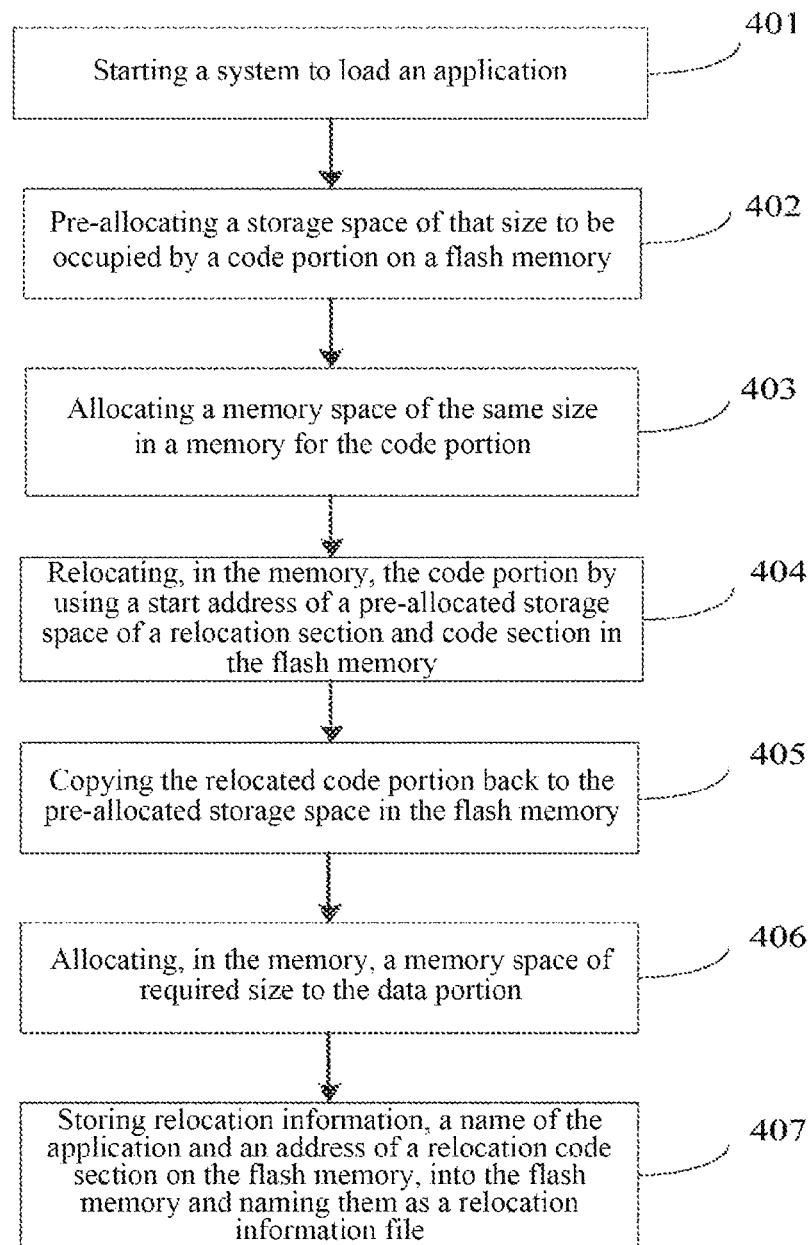 401
Starting a system to load an application
402
Pre-allocating a storage space of that size to be
occupied by a code portion on a flash memory
403
Allocating a memory space of the same size
in a memory for the code portion
404
Relocating, in the memory, the code portion by
using a start address of a pre-allocated storage
space of a relocation section and code section in
the flash memory
405
Copying the relocated code portion back to the
pre-allocated storage space in the flash memory
406
Allocating, in the memory, a memory space of
required size to the data portion
407
Storing relocation information, a name of the
application and an address of a relocation code
section on the flash memory, into the flash
memory and naming them as a relocation
information file